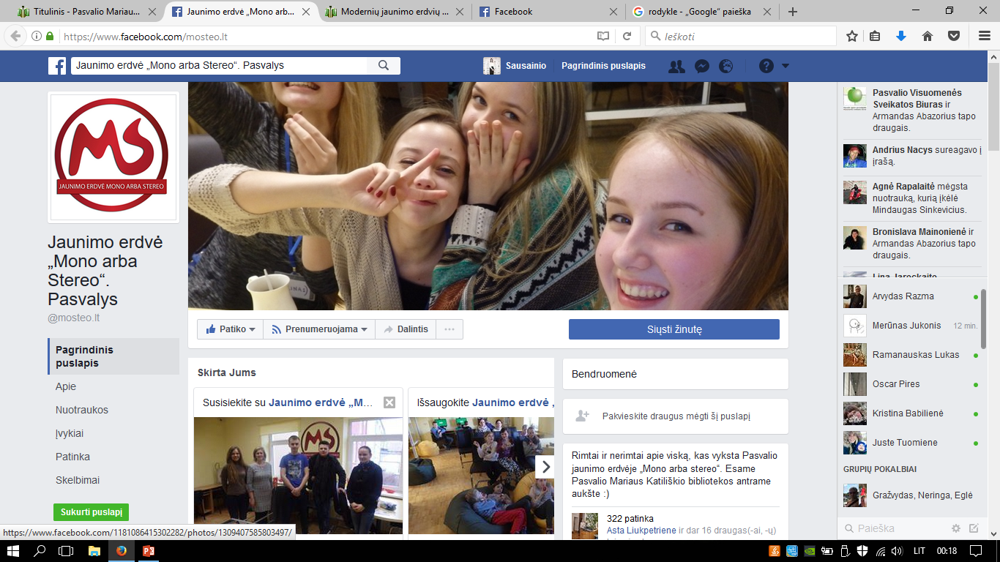 Titulinis - Pasvalio Mariau...
Jaunimo erdvė „Mono arb...
Modernių jaunimo erdvių ...
Facebook
rodykle - „Google“ paieška
https://www.facebook.com/mosteo.lt
Ieškoti
Jaunimo erdvė „Mono arba Stereo“. Pasvalys
Sausainio
Pagrindinis puslapis
MS
JAUNIMO ERDVĖ MONO ARBA STEREO
Jaunimo erdvė
„Mono arba
Stereo“.
Pasvalys
@mosteo.lt
Pagrindinis
puslapis
Apie
Nuotraukos
Įvykiai
Patinka
Skelbimai
Sukurti puslapį
Patiko
Prenumeruojama
Dalintis
Siųsti žinutę
Skirta Jums
Susisiekite su Jaunimo erdvė „M...
MS
Išsaugokite Jaunimo erdvė „
Bendruomenė
Pakvieskite draugus mėgti šį puslapį
Rimtai ir nerimtai apie viską, kas vyksta Pasvalio
jaunimo erdvėje „Mono arba stereo“. Esame
Pasvalio Mariaus Katiliškio bibliotekos antrame
aukšte :)
322 patinka
Asta Liukpetriene ir dar 16 draugas(-ai, -ų)
Pasvalio Visuomenės
Sveikatos Biuras ir
Armandas Abazorius tapo
draugais.
Andrius Nacys sureagavo į
įrašą.
Agnė Rapalaitė mėgsta
nuotrauką, kurią įkėlė
Mindaugas Sinkevicius.
Bronislava Mainonienė ir
Armandas Abazorius tapo
draugais.
Lina Jarockaite
Arvydas Razma
Merūnas Jukonis 12 min.
Ramanauskas Lukas
Oscar Pires
Kristina Babilienė
Juste Tuomiene
GRUPIŲ POKALBIAI
Gražvydas, Neringa, Eglė
Paieška
https://www.facebook.com/1181086415302282/photos/1309407585803497/
LIT
00:18